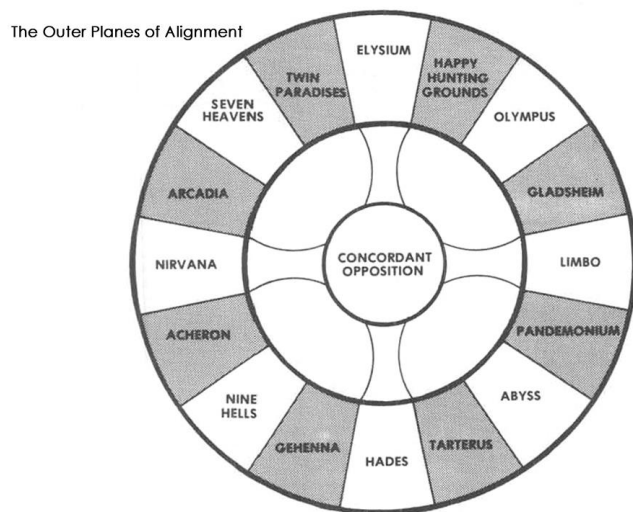 The Outer Planes of Alignment
ELYSIUM
HAPPY
HUNTING
GROUNDS
OLYMPUS
GLADSHEIM
LIMBO
PANDEMONIUM
ABYSS
TARTERUS
HADES
GEHENNA
NINE
HELLS
ACHERON
NIRVANA
ARCADIA
SEVEN
HEAVENS
TWIN
PARADISES
CONCORDANT
OPPOSITION